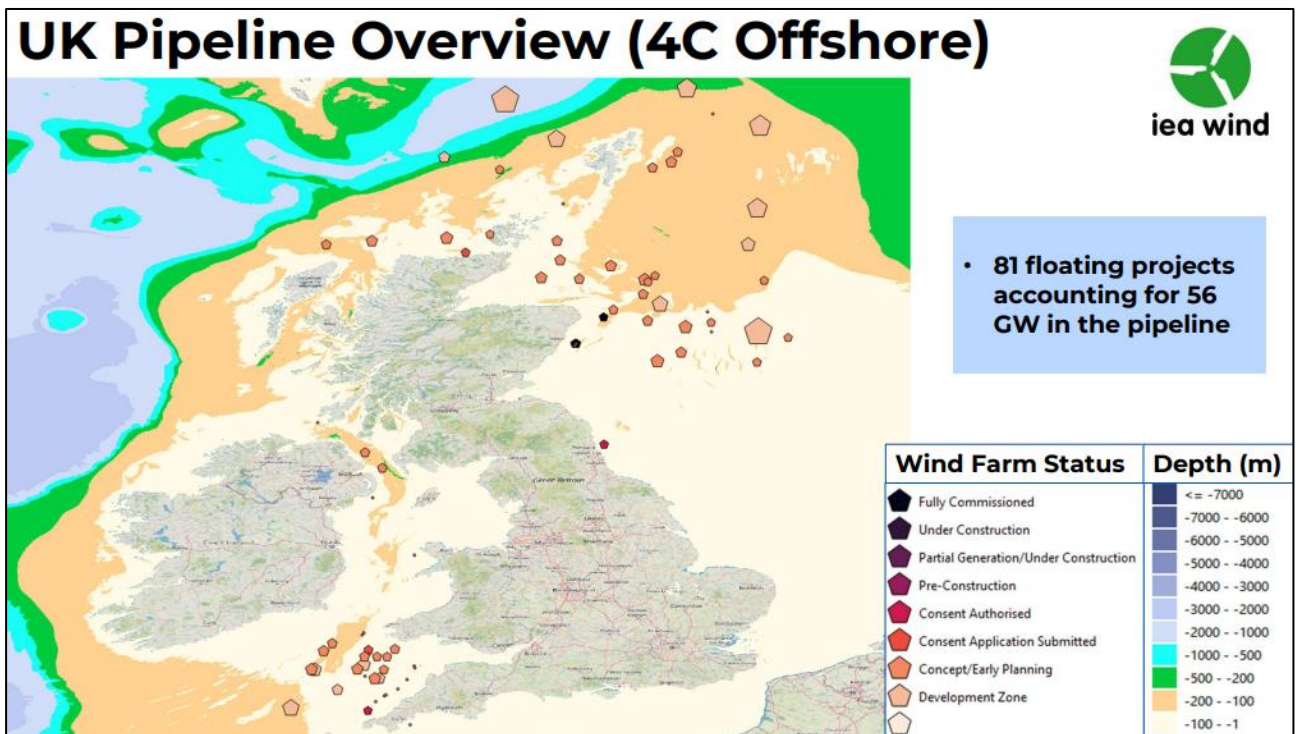 UK Pipeline Overview (4C Offshore)
iea wind
• 81 floating projects
accounting for 56
GW in the pipeline
Wind Farm Status
Fully Commissioned
Under Construction
Partial Generation/Under Construction
Pre-Construction
Consent Authorised
Consent Application Submitted
Concept/Early Planning
Development Zone
Depth (m)
<= -7000
-7000 - -6000
-6000 - -5000
-5000 - -4000
-4000 - -3000
-3000 - -2000
-2000 - -1000
-1000 - -500
-500 - -200
-200 - -100
-100 - -1
Great Britain